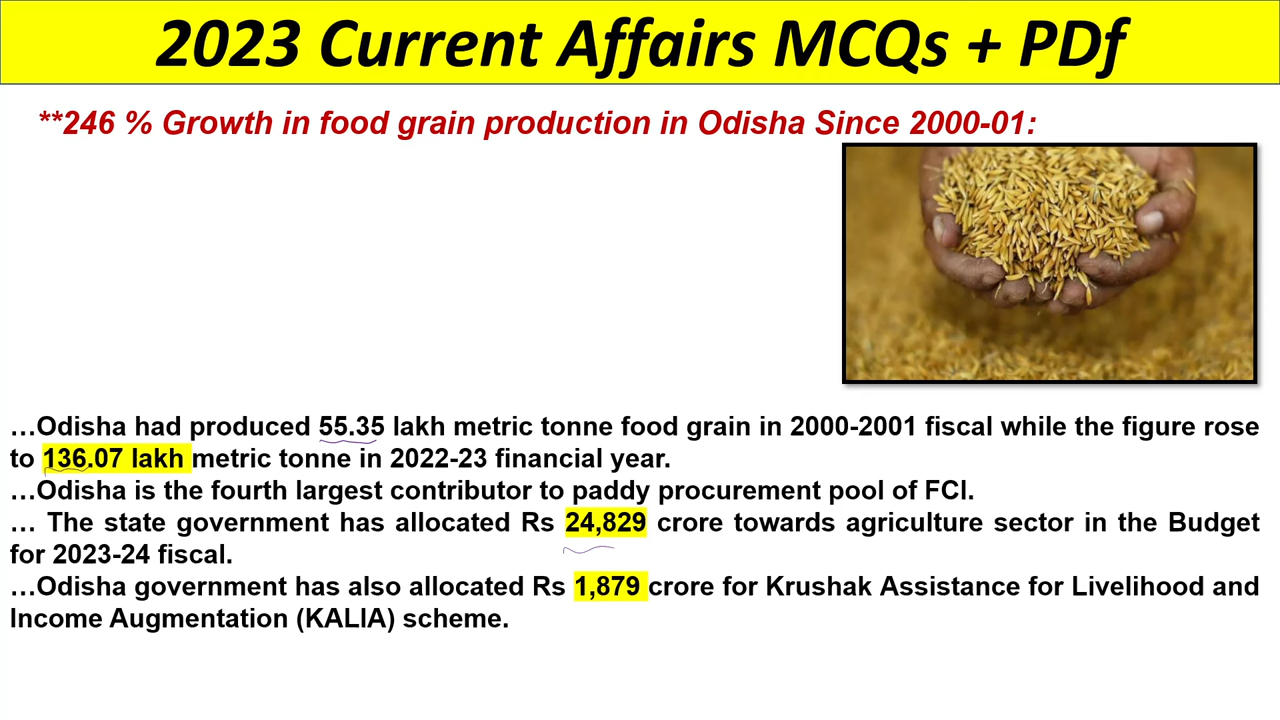 2023 Current Affairs MCQs + PDf
**246 % Growth in food grain production in Odisha Since 2000-01:
…Odisha had produced 55.35 lakh metric tonne food grain in 2000-2001 fiscal while the figure rose
to 136.07 lakh metric tonne in 2022-23 financial year.
…Odisha is the fourth largest contributor to paddy procurement pool of FCI.
… The state government has allocated Rs 24,829 crore towards agriculture sector in the Budget
for 2023-24 fiscal.
…Odisha government has also allocated Rs 1,879 crore for Krushak Assistance for Livelihood and
Income Augmentation (KALIA) scheme.